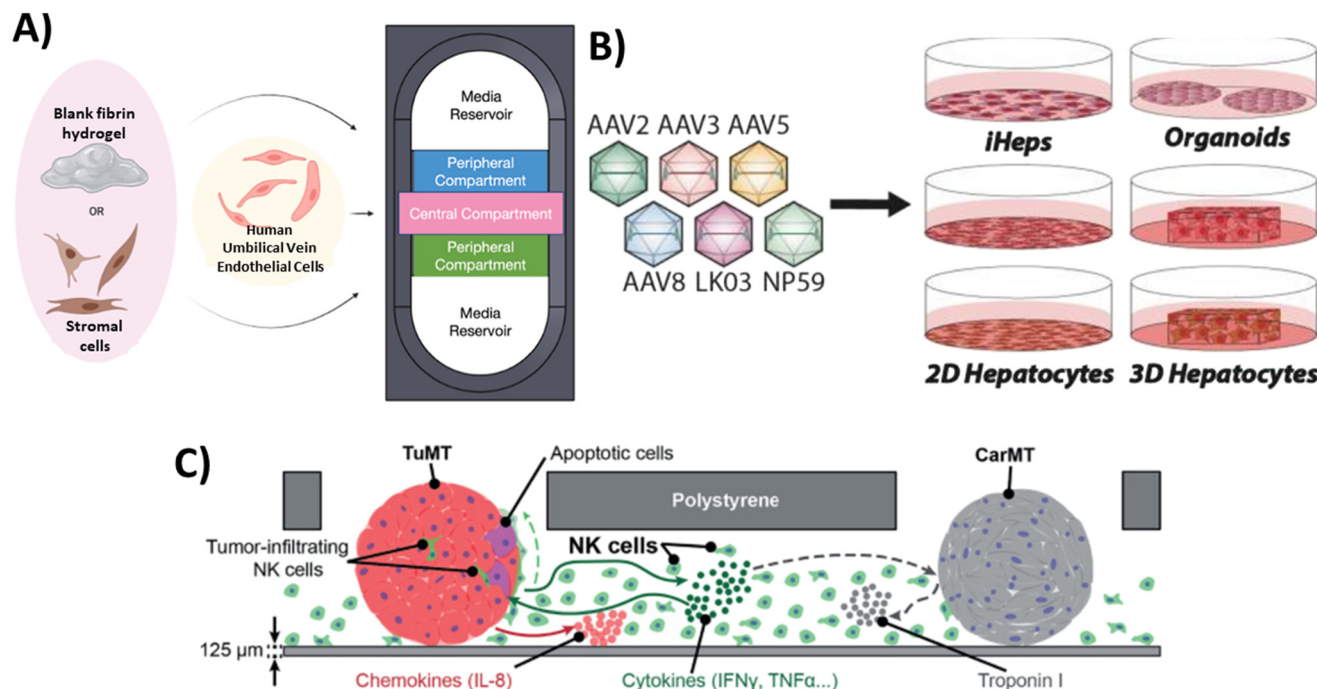 A)
Blank fibrin
hydrogel
OR
Stromal
cells
Human
Umbilical Vein
Endothelial Cells
Media
Reservoir
Peripheral
Compartment
Central Compartment
Peripheral
Compartment
Media
Reservoir
B)
AAV2 AAV3 AAV5
AAV8 LK03 NP59
iHeps
Organoids
2D Hepatocytes
3D Hepatocytes
C)
TuMT
Apoptotic cells
Polystyrene
CarMT
Tumor-infiltrating
NK cells
NK cells
125 μm
Chemokines (IL-8)
Cytokines (IFNγ, TNFα...)
Troponin I